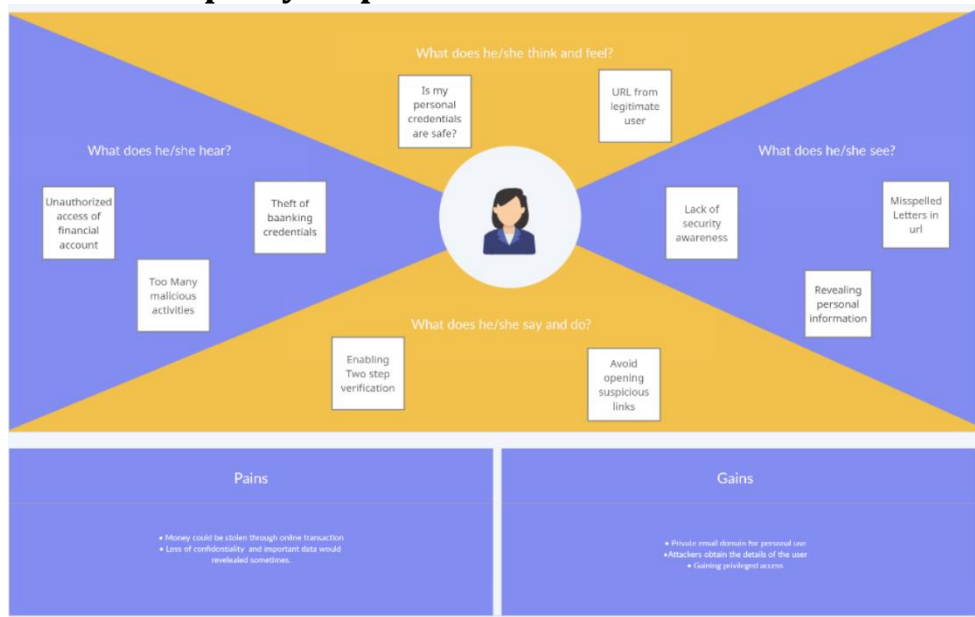 What does he/she think and feel?
Is my
personal
credentials
are safe?
URL from
legitimate
user
What does he/she hear?
Unauthorized
access of
financial
account
Theft of
baanking
credentials
Too Many
malicious
activities
What does he/she see?
Lack of
security
awareness
Misspelled
Letters in
url
Revealing
personal
information
What does he/she say and do?
Enabling
Two step
verification
Avoid
opening
suspicious
links
Pains
• Money could be stolen through online transaction
• Loss of confidentiality and important data would
revelealed sometimes.
Gains
• Private email domain for personal use
•Attackers obtain the details of the user
• Gaining privileged access